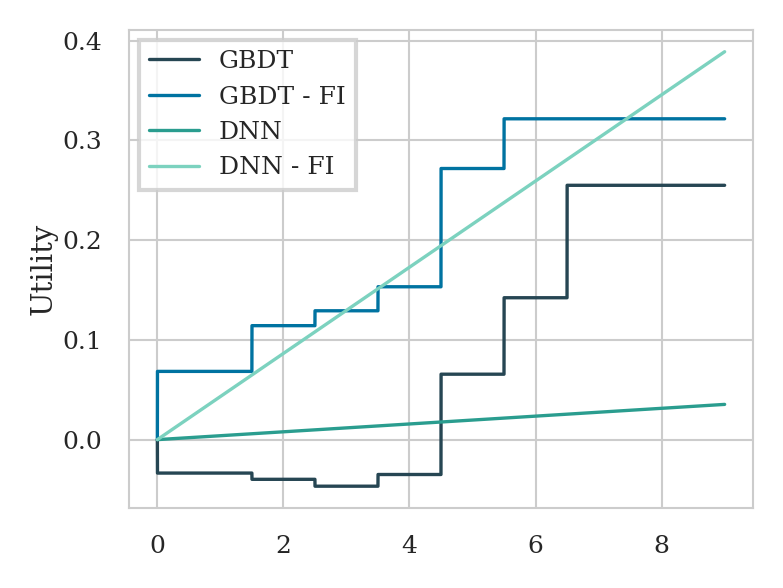 0.4
0.3
0.2
0.1
0.0
Utility
GBDT
GBDT - FI
DNN
DNN - FI
0 2 4 6 8